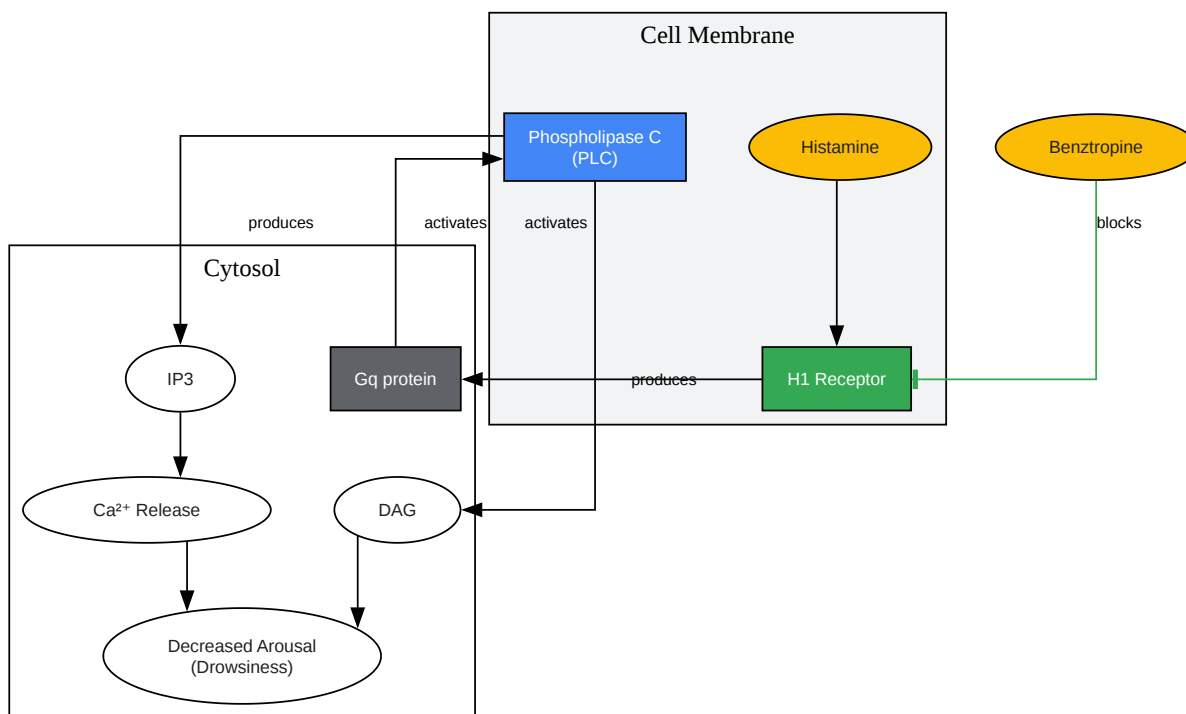 Cell Membrane
Phospholipase C
(PLC)
Histamine
Benztropine
produces
activates
activates
blocks
Cytosol
IP3
Gq protein
produces
H1 Receptor
Ca²⁺ Release
DAG
Decreased Arousal
(Drowsiness)